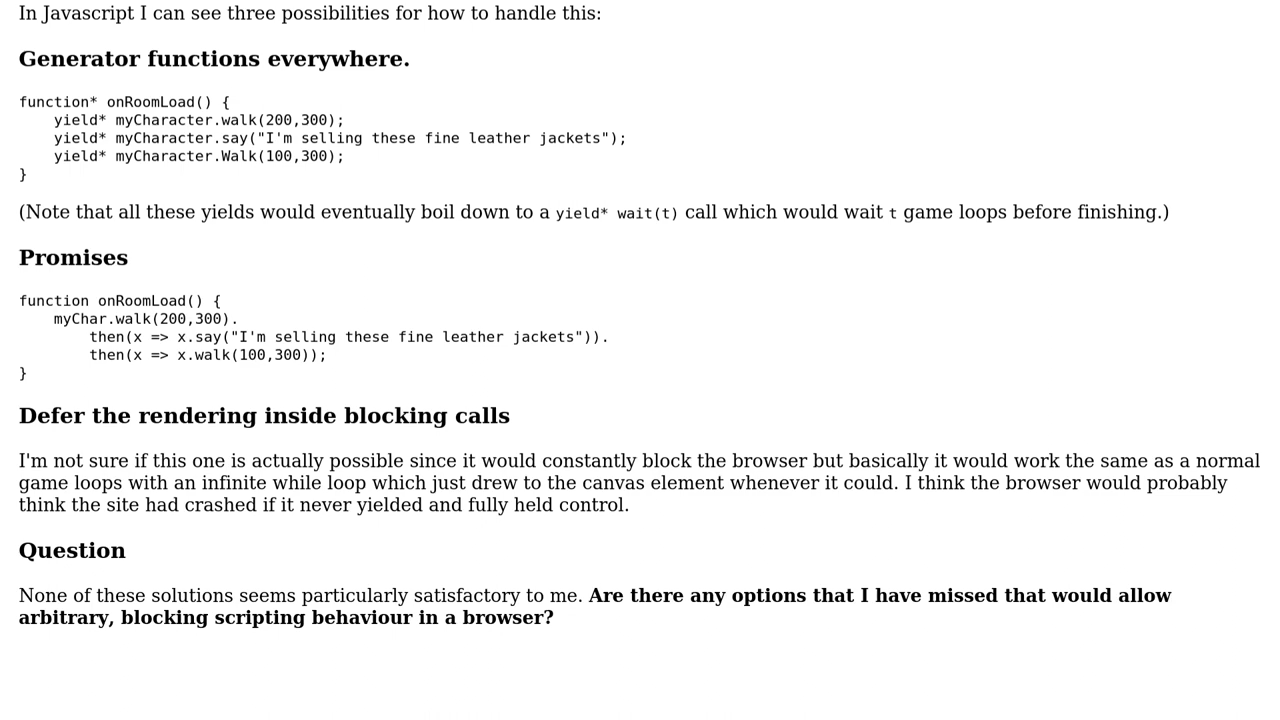 In Javascript I can see three possibilities for how to handle this:
Generator functions everywhere.
function* onRoomLoad() {
    yield* myCharacter.walk(200,300);
    yield* myCharacter.say("I'm selling these fine leather jackets");
    yield* myCharacter.Walk(100,300);
}
(Note that all these yields would eventually boil down to a yield* wait(t) call which would wait t game loops before finishing.)
Promises
function onRoomLoad() {
    myChar.walk(200,300).
        then(x => x.say("I'm selling these fine leather jackets")).
        then(x => x.walk(100,300));
}
Defer the rendering inside blocking calls
I'm not sure if this one is actually possible since it would constantly block the browser but basically it would work the same as a normal
game loops with an infinite while loop which just drew to the canvas element whenever it could. I think the browser would probably
think the site had crashed if it never yielded and fully held control.
Question
None of these solutions seems particularly satisfactory to me. Are there any options that I have missed that would allow
arbitrary, blocking scripting behaviour in a browser?